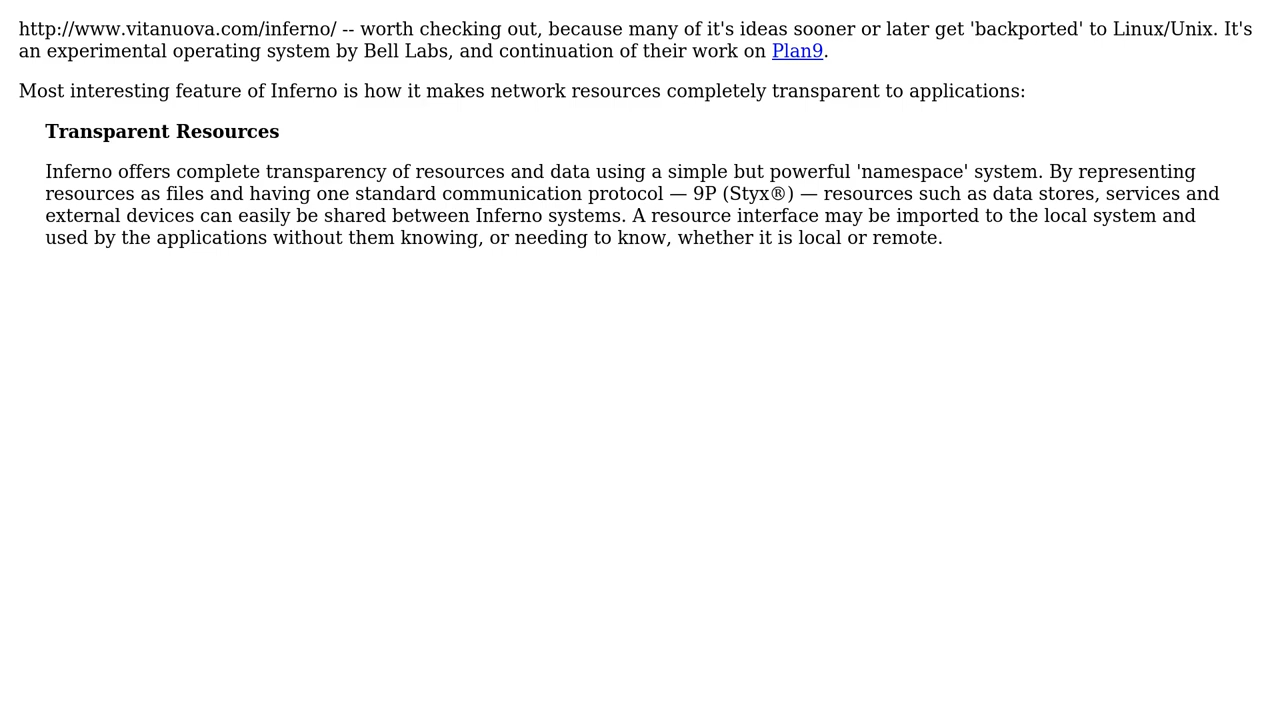 http://www.vitanuova.com/inferno/ -- worth checking out, because many of it's ideas sooner or later get 'backported' to Linux/Unix. It's
an experimental operating system by Bell Labs, and continuation of their work on Plan9.
Most interesting feature of Inferno is how it makes network resources completely transparent to applications:
Transparent Resources
Inferno offers complete transparency of resources and data using a simple but powerful 'namespace' system. By representing
resources as files and having one standard communication protocol — 9P (Styx®) — resources such as data stores, services and
external devices can easily be shared between Inferno systems. A resource interface may be imported to the local system and
used by the applications without them knowing, or needing to know, whether it is local or remote.